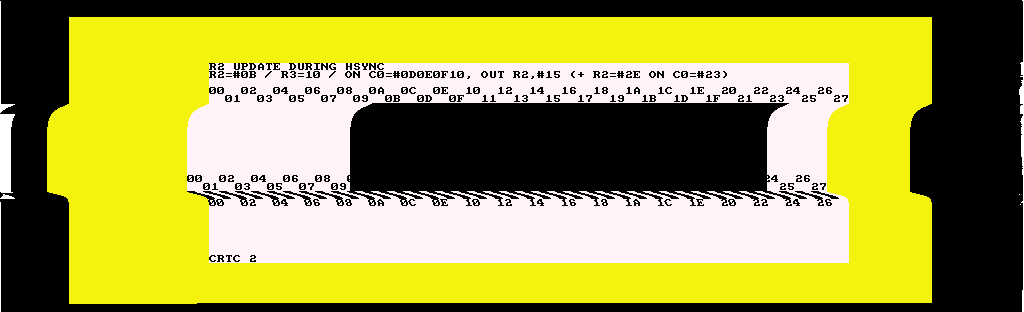 R2 UPDATE DURING HSYNC
R2=#0B / R3=10 / ON C0=#0D0E0F10, OUT R2,#15 (+ R2=#2E ON C0=#23)
00 02 04 06 08 0A 0C 0E 10 12 14 16 18 1A 1C 1E 20 22 24 26
01 03 05 07 09 0B 0D 0F 11 13 15 17 19 1B 1D 1F 21 23 25 27
00 02 04 06 08 24 26
01 03 05 07 09 25 27
00 02 04 06 08 0A 0C 0E 10 12 14 16 18 1A 1C 1E 20 22 24 26
CRTC 2